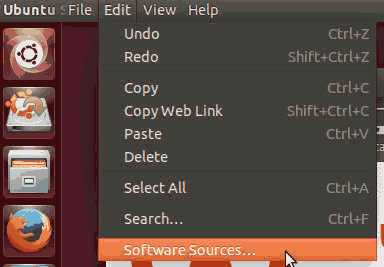 Ubuntu S File Edit View Help
Undo Ctrl+Z
Redo Shift+Ctrl+Z
Copy Ctrl+C
Copy Web Link Shift+Ctrl+C
Paste Ctrl+V
Delete
Select All Ctrl+A
Search... Ctrl+F
Software Sources...